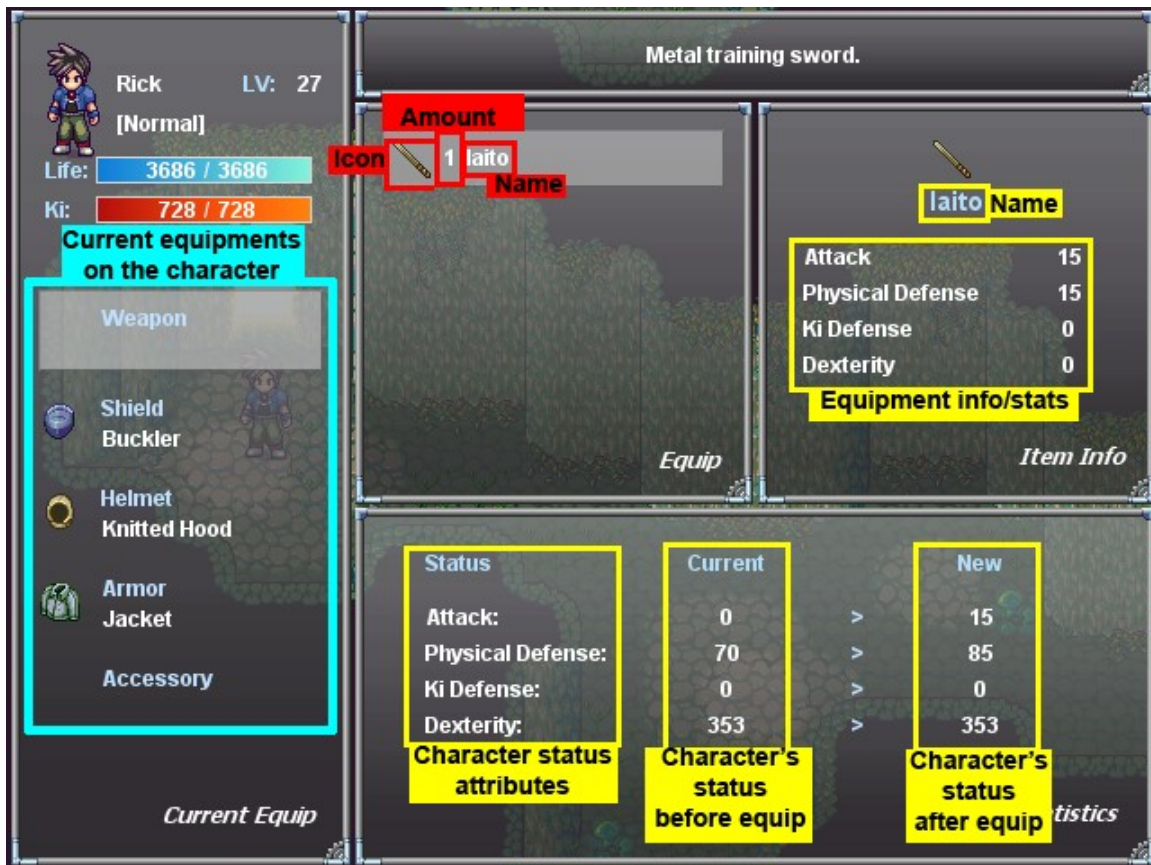 Rick LV: 27
[Normal]
Life: 3686 / 3686
Ki: 728 / 728
Current equipments
on the character
Weapon
Shield
Buckler
Helmet
Knitted Hood
Armor
Jacket
Accessory
Current Equip
Metal training sword.
Amount
Icon 1 Iaito
Name
Equip
Iaito Name
Attack 15
Physical Defense 15
Ki Defense 0
Dexterity 0
Equipment info/stats
Item Info
Status Current New
Attack: 0 > 15
Physical Defense: 70 > 85
Ki Defense: 0 > 0
Dexterity: 353 > 353
Character status
attributes
Character's
status
before equip
Character's
status
after equip
tistics